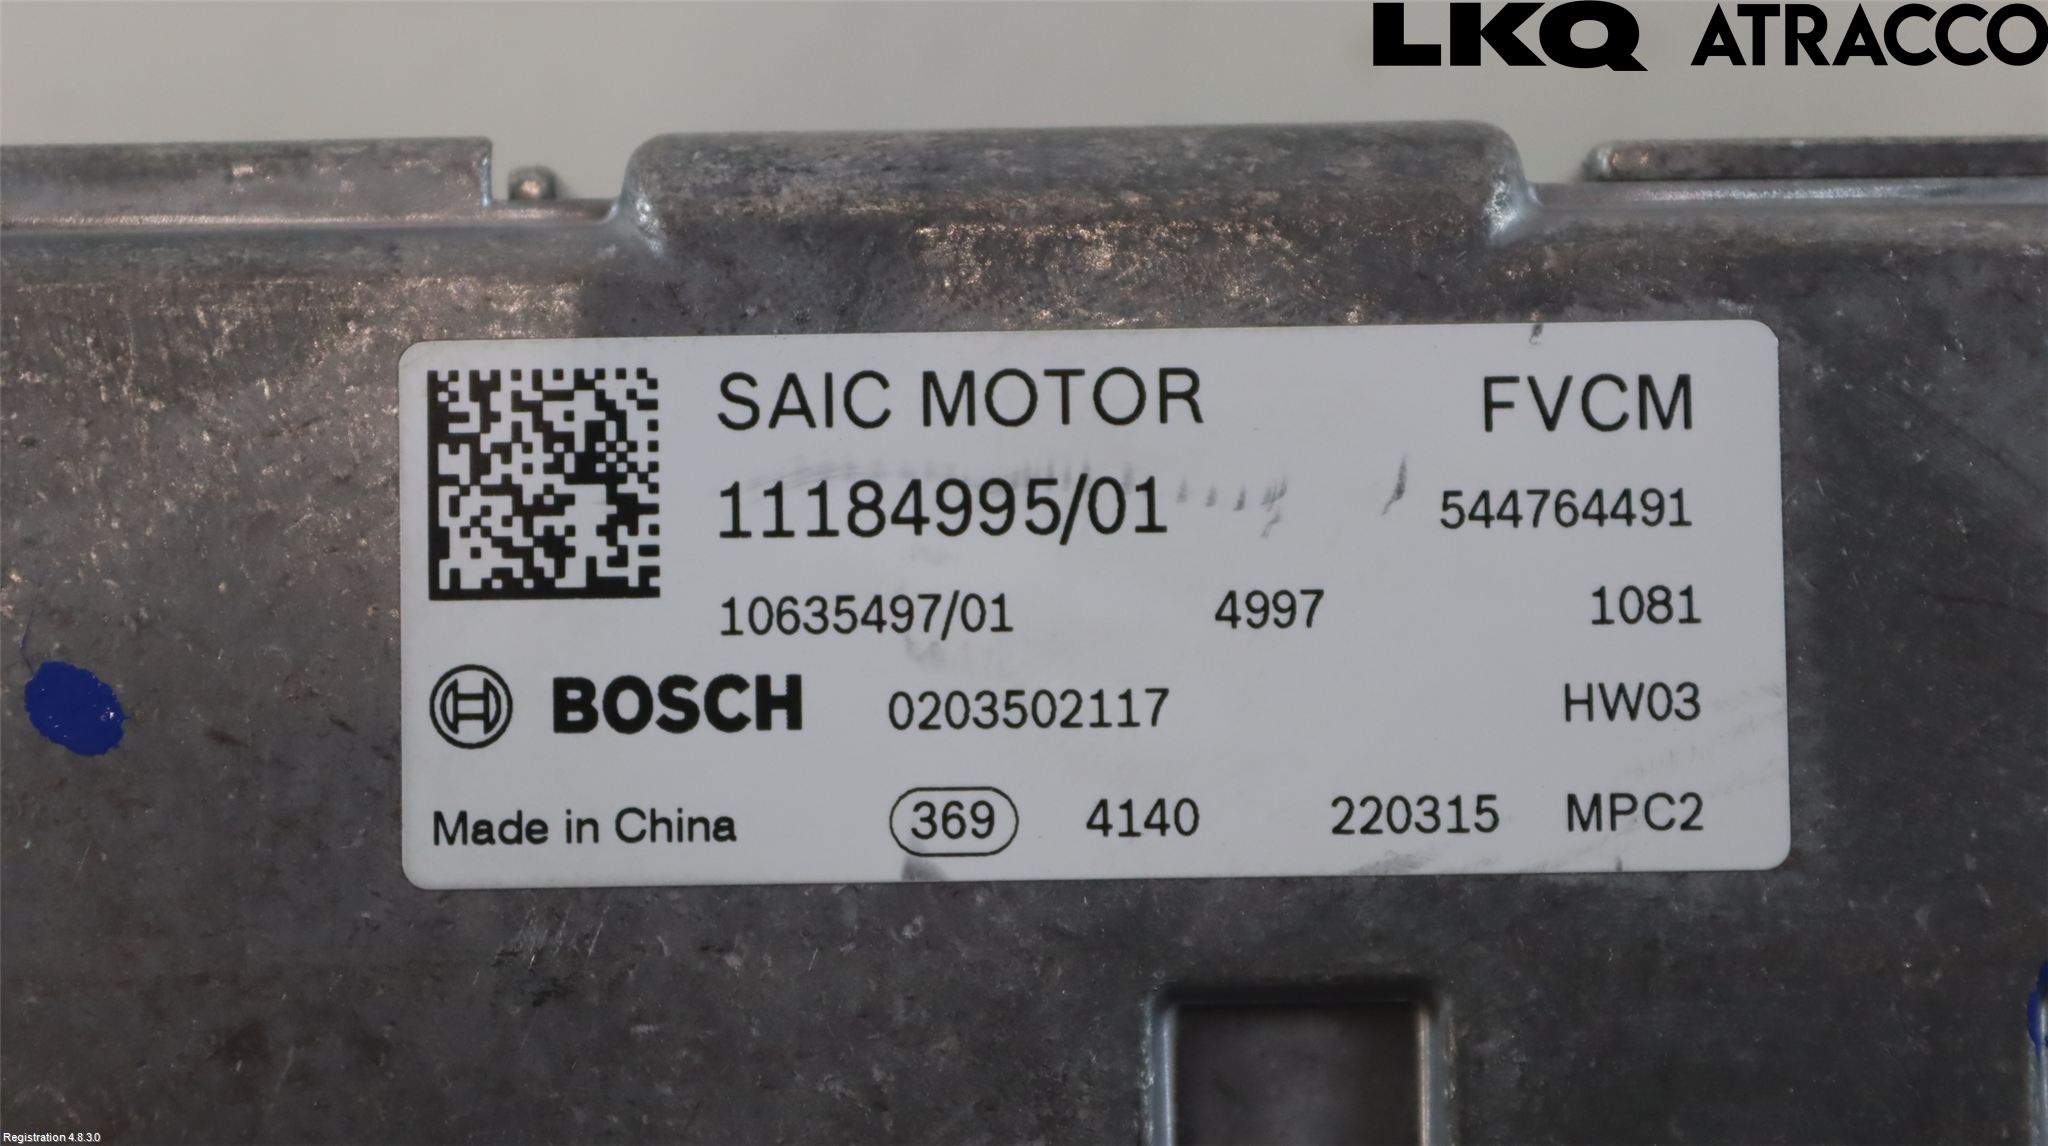 LKQ ATRACCO
SAIC MOTOR FVCM
11184995/01 544764491
10635497/01 4997 1081
BOSCH 0203502117 HW03
Made in China 369 4140 220315 MPC2
Registration 4.8.3.0